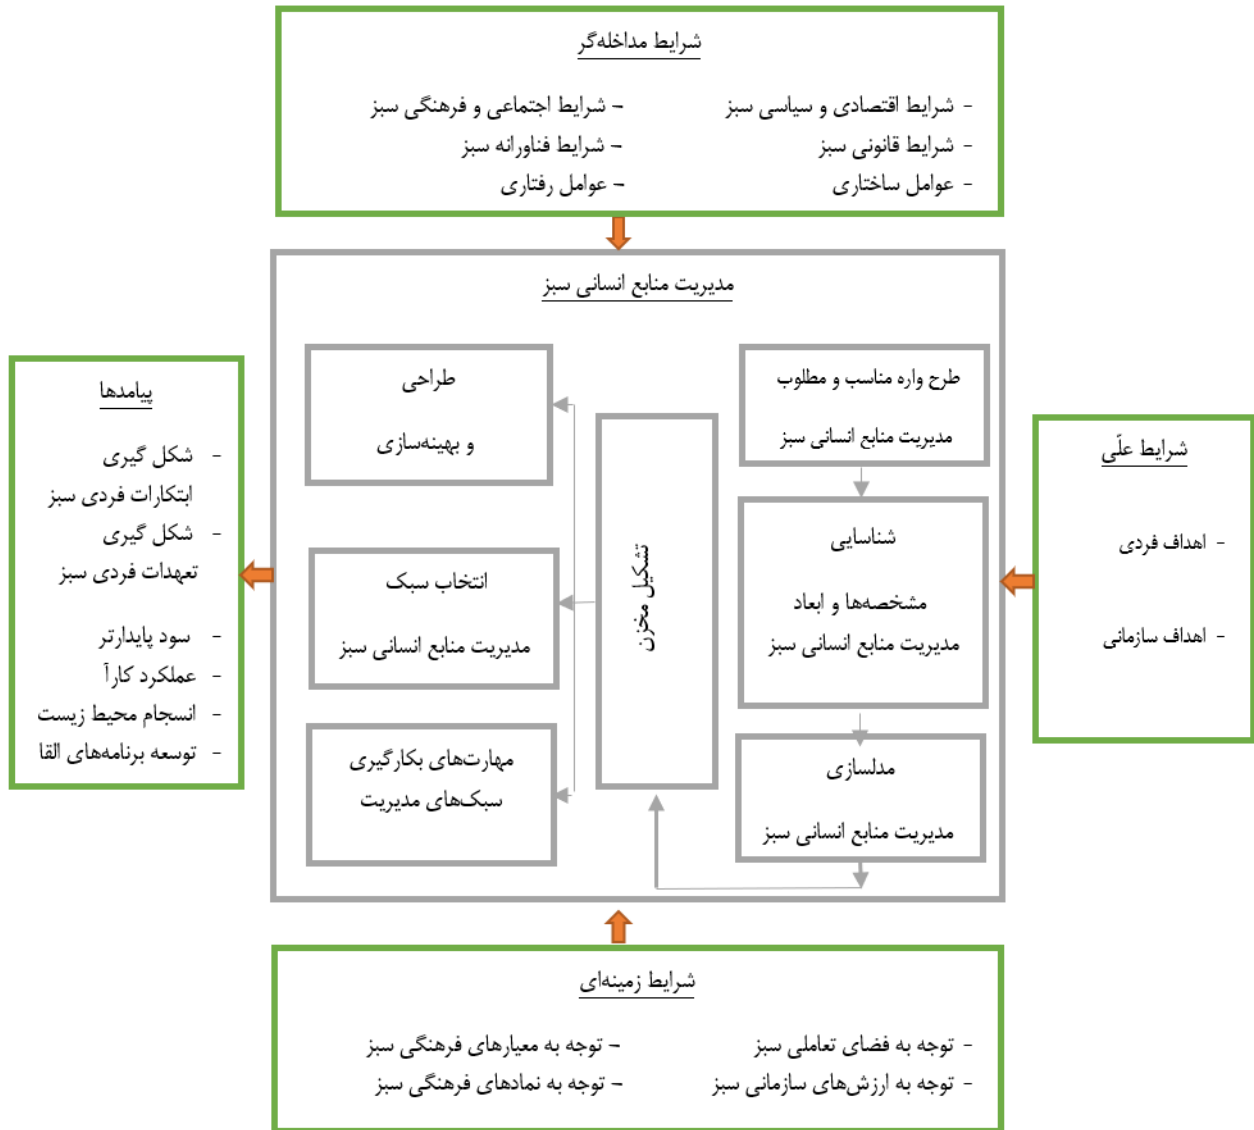 شرایط مداخله‌گر
- شرایط اقتصادی و سیاسی سبز
- شرایط قانونی سبز
- عوامل ساختاری
– شرایط اجتماعی و فرهنگی سبز
– شرایط فناورانه سبز
– عوامل رفتاری
شرایط علّی
- اهداف فردی
- اهداف سازمانی
مدیریت منابع انسانی سبز
طرح واره مناسب و مطلوب
مدیریت منابع انسانی سبز
شناسایی
مشخصه‌ها و ابعاد
مدیریت منابع انسانی سبز
مدلسازی
مدیریت منابع انسانی سبز
تشکیل مخزن
طراحی
و بهینه‌سازی
انتخاب سبک
مدیریت منابع انسانی سبز
مهارت‌های بکارگیری
سبک‌های مدیریت
پیامدها
- شکل گیری
ابتکارات فردی سبز
- شکل گیری
تعهدات فردی سبز
- سود پایدارتر
- عملکرد کارآ
- انسجام محیط زیست
- توسعه برنامه‌های القا
شرایط زمینه‌ای
- توجه به فضای تعاملی سبز
- توجه به ارزش‌های سازمانی سبز
– توجه به معیارهای فرهنگی سبز
– توجه به نمادهای فرهنگی سبز